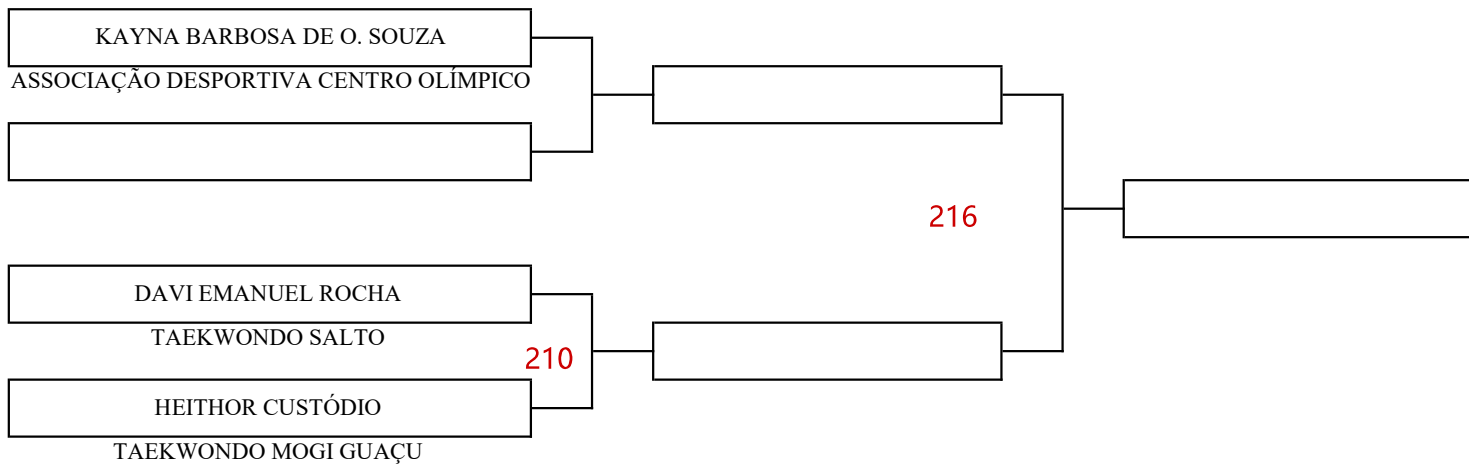 KAYNA BARBOSA DE O. SOUZA
ASSOCIAÇÃO DESPORTIVA CENTRO OLÍMPICO
216
DAVI EMANUEL ROCHA
TAEKWONDO SALTO
210
HEITHOR CUSTÓDIO
TAEKWONDO MOGI GUAÇU